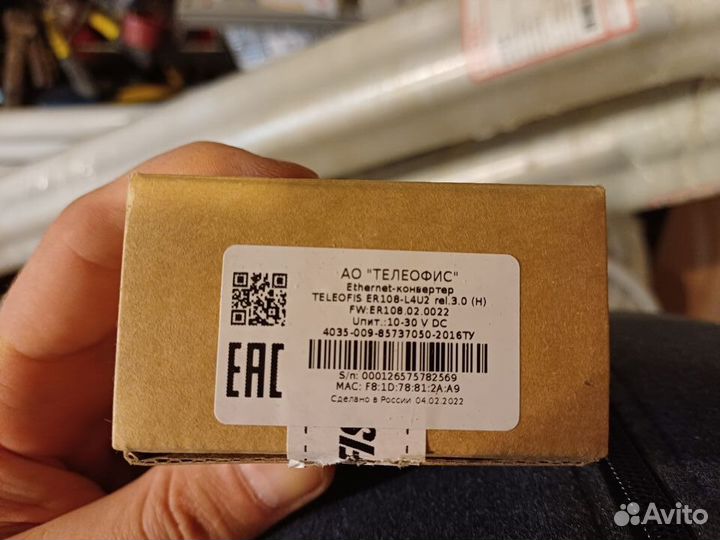 АО "ТЕЛЕОФИС"
Ethernet-конвертер
TELEOFIS ER108-L4U2 rel.3.0 (H)
FW:ER108.02.0022
Uпит.:10-30 V DC
4035-009-85737050-2016ТУ
EAC
S/n: 000126575782569
MAC: F8:1D:78:81:2A:A9
Сделано в России 04.02.2022
FIS
Avito